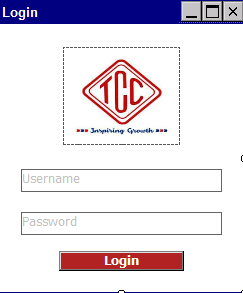 Login
TCC
Inspiring Growth
Username
Password
Login